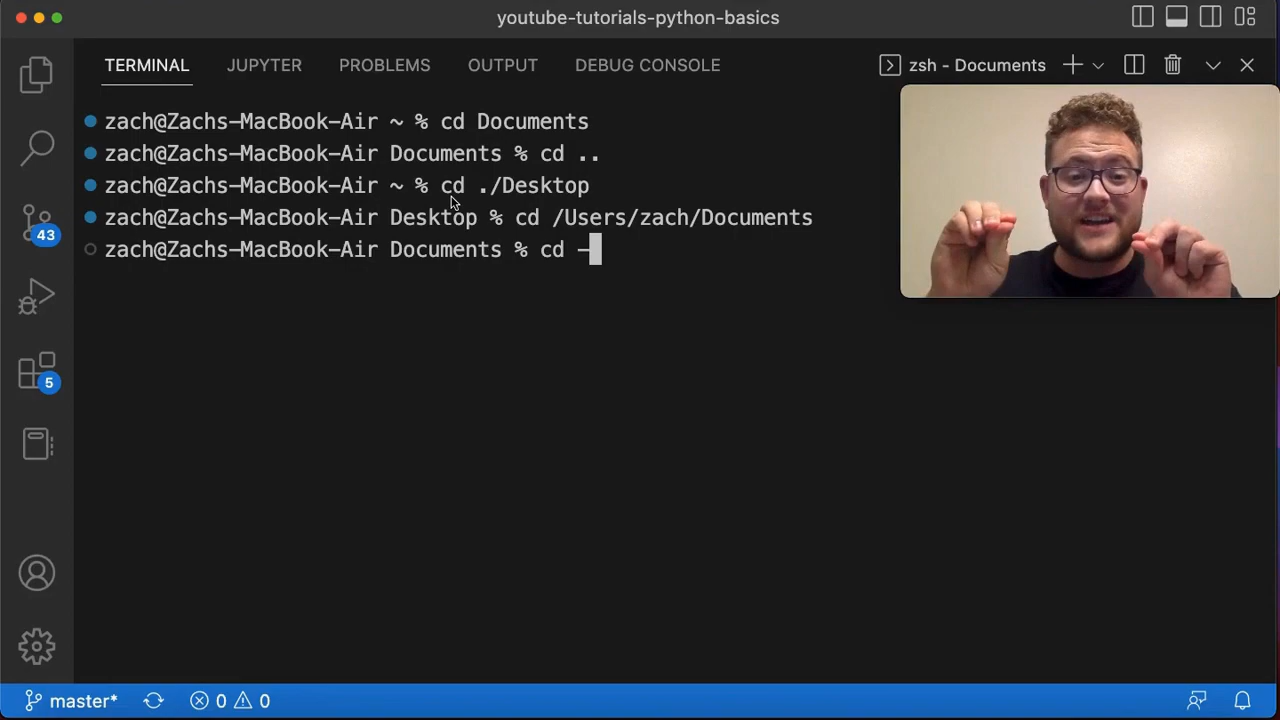 youtube-tutorials-python-basics
TERMINAL JUPYTER PROBLEMS OUTPUT DEBUG CONSOLE zsh - Documents
zach@Zachs-MacBook-Air ~ % cd Documents
zach@Zachs-MacBook-Air Documents % cd ..
zach@Zachs-MacBook-Air ~ % cd ./Desktop
zach@Zachs-MacBook-Air Desktop % cd /Users/zach/Documents
zach@Zachs-MacBook-Air Documents % cd -
43
5
master* 0 0